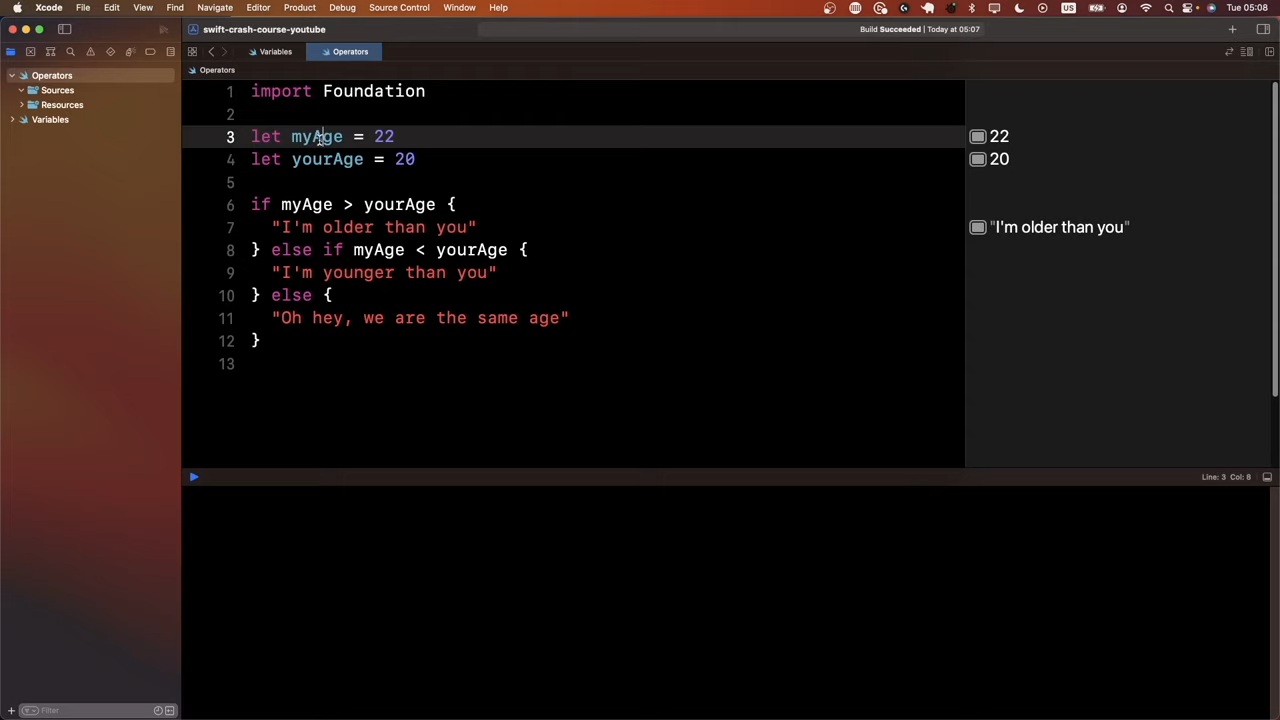 Xcode File Edit View Find Navigate Editor Product Debug Source Control Window Help US Tue 05:08
swift-crash-course-youtube Build Succeeded | Today at 05:07
Variables Operators
Operators
Operators
Sources
Resources
Variables
1 import Foundation
2
3 let myAge = 22 22
4 let yourAge = 20 20
5
6 if myAge > yourAge {
7 "I'm older than you" "I'm older than you"
8 } else if myAge < yourAge {
9 "I'm younger than you"
10 } else {
11 "Oh hey, we are the same age"
12 }
13
Line: 3 Col: 8
Filter